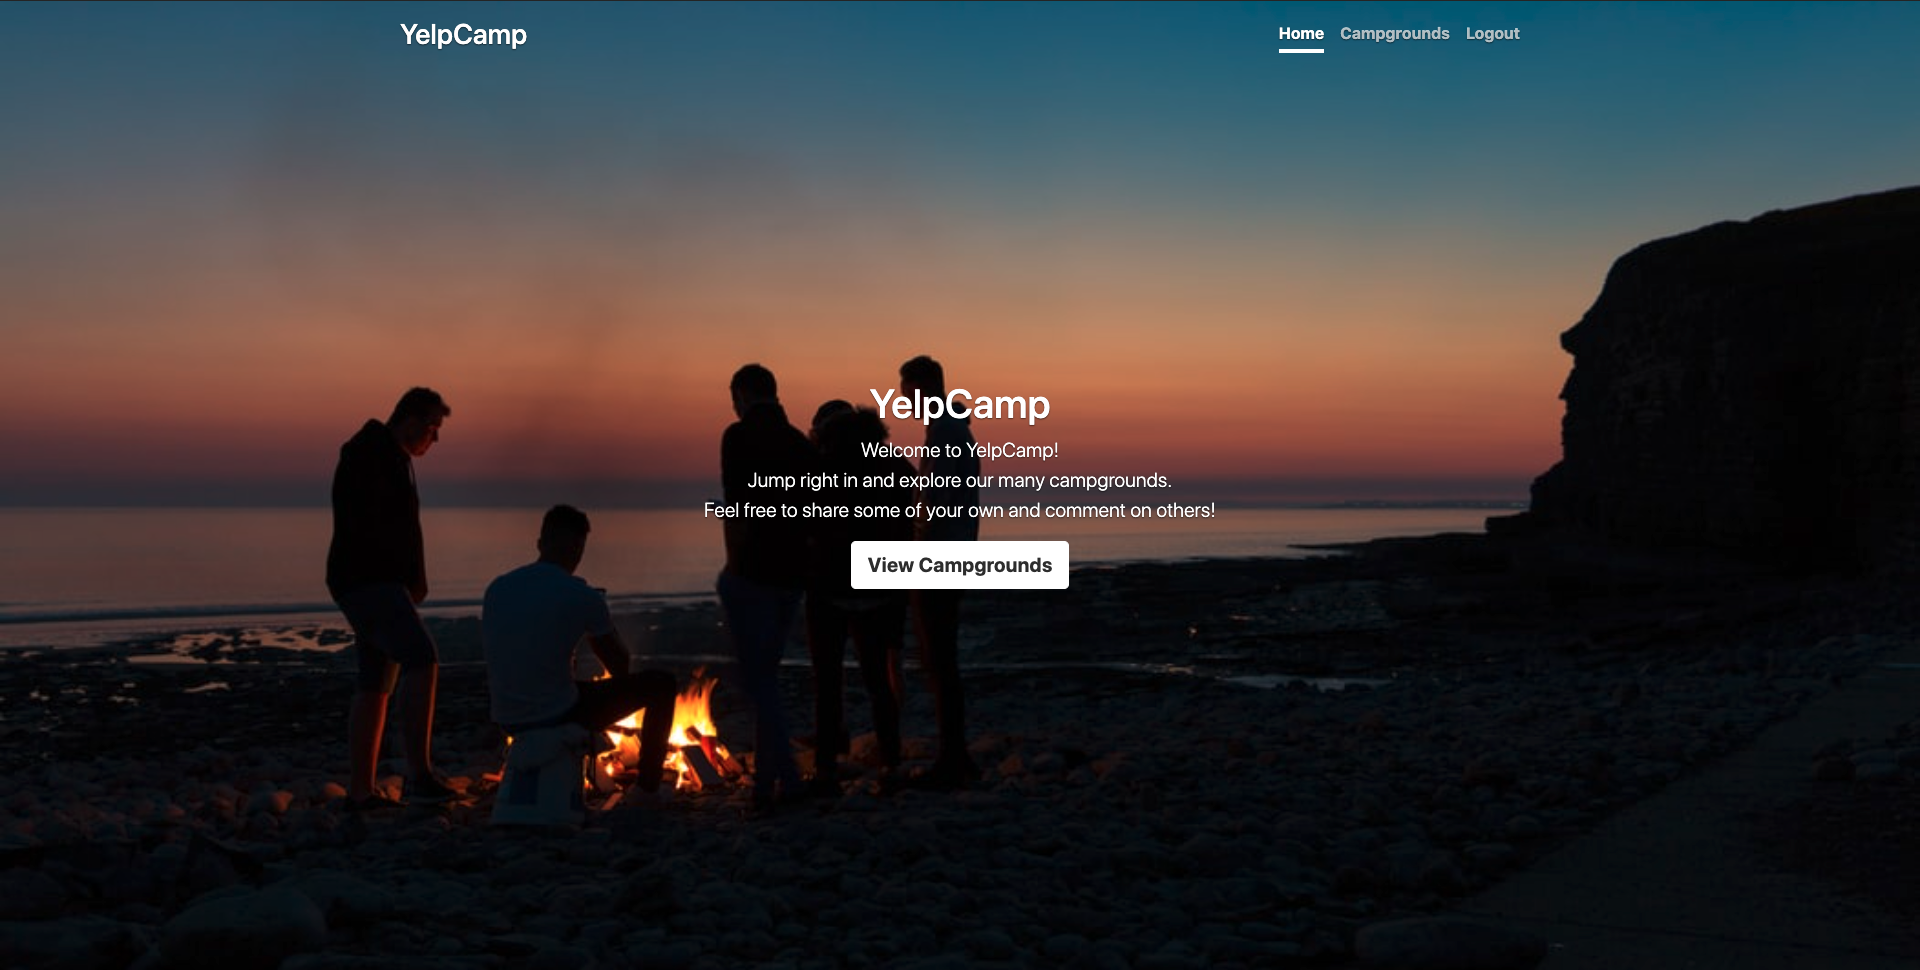 YelpCamp
Home Campgrounds Logout
YelpCamp
Welcome to YelpCamp!
Jump right in and explore our many campgrounds.
Feel free to share some of your own and comment on others!
View Campgrounds